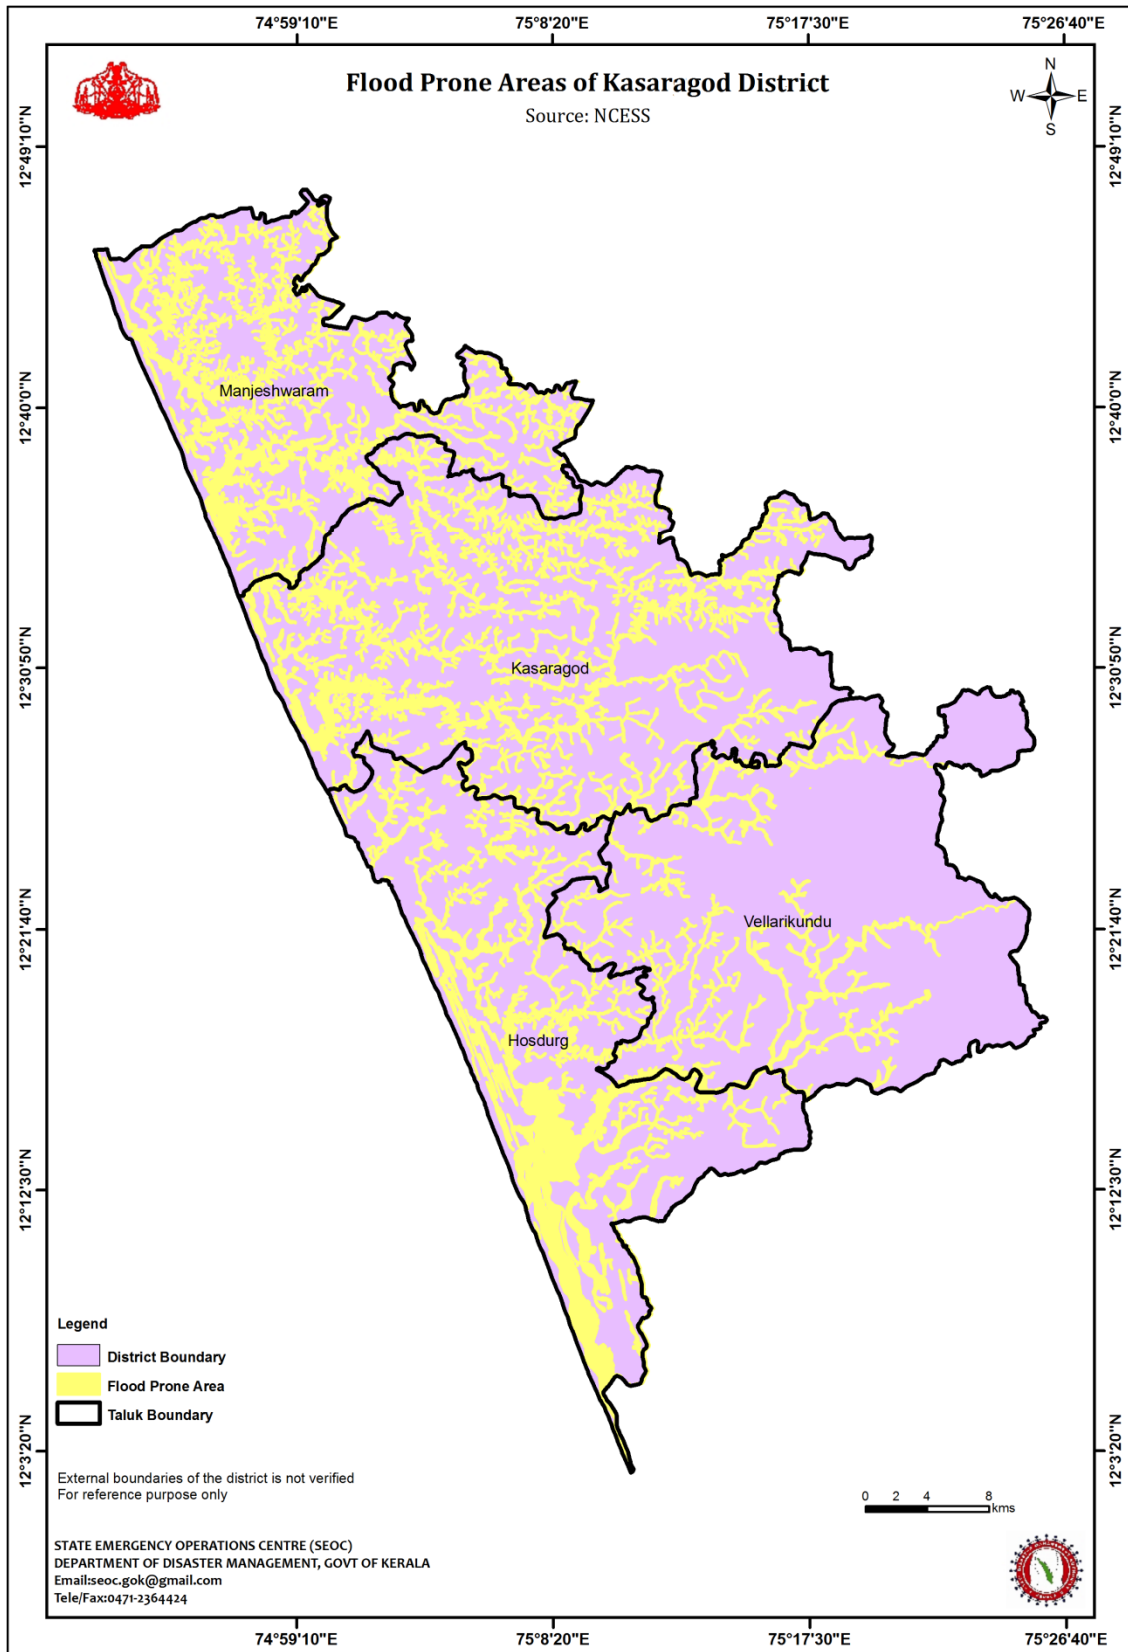 74°59'10"E 75°8'20"E 75°17'30"E 75°26'40"E
Flood Prone Areas of Kasaragod District
Source: NCESS
N
W E
S
12°49'10"N 12°49'10"N
Manjeshwaram
12°40'0"N 12°40'0"N
Kasaragod
12°30'50"N 12°30'50"N
Vellarikundu
12°21'40"N 12°21'40"N
Hosdurg
12°12'30"N 12°12'30"N
Legend
District Boundary
Flood Prone Area
Taluk Boundary
12°3'20"N 12°3'20"N
External boundaries of the district is not verified
For reference purpose only
0 2 4 8
kms
STATE EMERGENCY OPERATIONS CENTRE (SEOC)
DEPARTMENT OF DISASTER MANAGEMENT, GOVT OF KERALA
Email:seoc.gok@gmail.com
Tele/Fax:0471-2364424
74°59'10"E 75°8'20"E 75°17'30"E 75°26'40"E